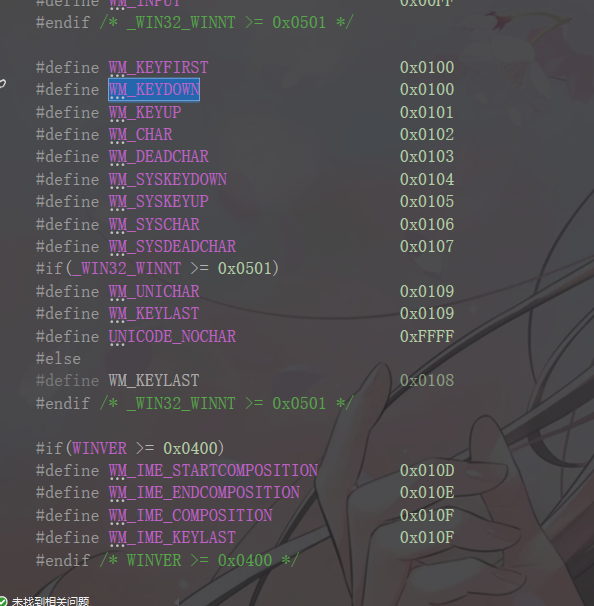 #define WM_INPUT 0x00FF
#endif /* _WIN32_WINNT >= 0x0501 */
#define WM_KEYFIRST 0x0100
#define WM_KEYDOWN 0x0100
#define WM_KEYUP 0x0101
#define WM_CHAR 0x0102
#define WM_DEADCHAR 0x0103
#define WM_SYSKEYDOWN 0x0104
#define WM_SYSKEYUP 0x0105
#define WM_SYSCHAR 0x0106
#define WM_SYSDEADCHAR 0x0107
#if(_WIN32_WINNT >= 0x0501)
#define WM_UNICHAR 0x0109
#define WM_KEYLAST 0x0109
#define UNICODE_NOCHAR 0xFFFF
#else
#define WM_KEYLAST 0x0108
#endif /* _WIN32_WINNT >= 0x0501 */
#if(WINVER >= 0x0400)
#define WM_IME_STARTCOMPOSITION 0x010D
#define WM_IME_ENDCOMPOSITION 0x010E
#define WM_IME_COMPOSITION 0x010F
#define WM_IME_KEYLAST 0x010F
#endif /* WINVER >= 0x0400 */
未找到相关问题